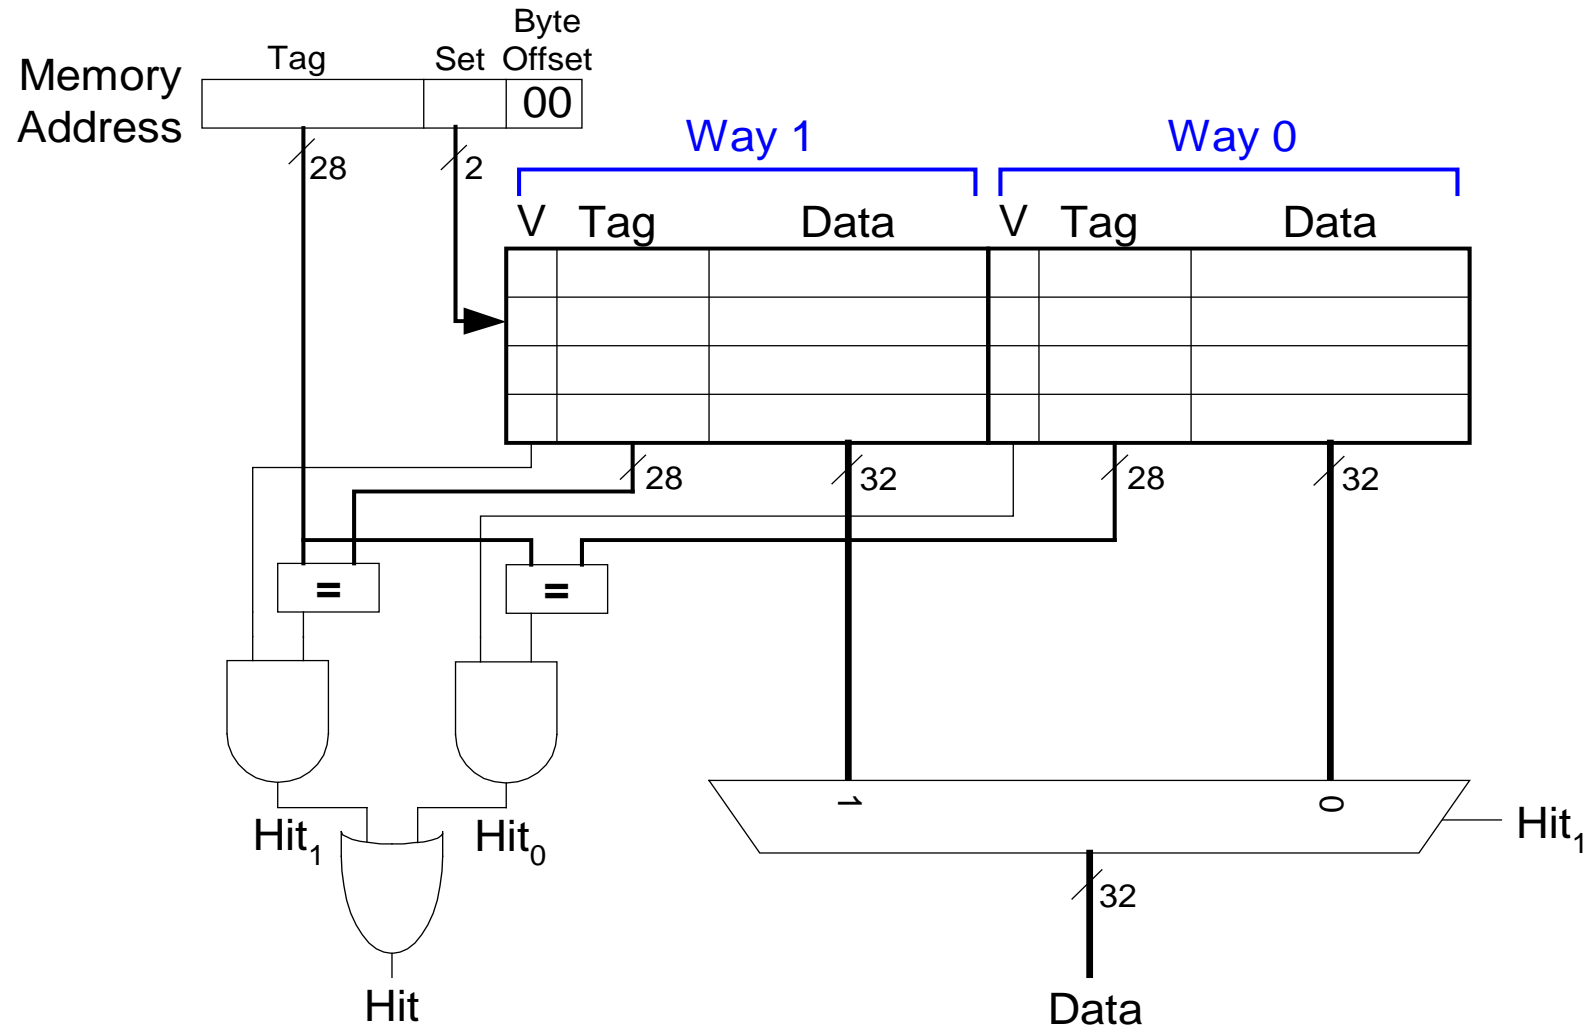 Byte
Tag Set Offset
Memory
Address
00
28 2
Way 1 Way 0
V Tag Data V Tag Data
28 32 28 32
= =
1 0
Hit1 Hit0 Hit1
32
Hit Data